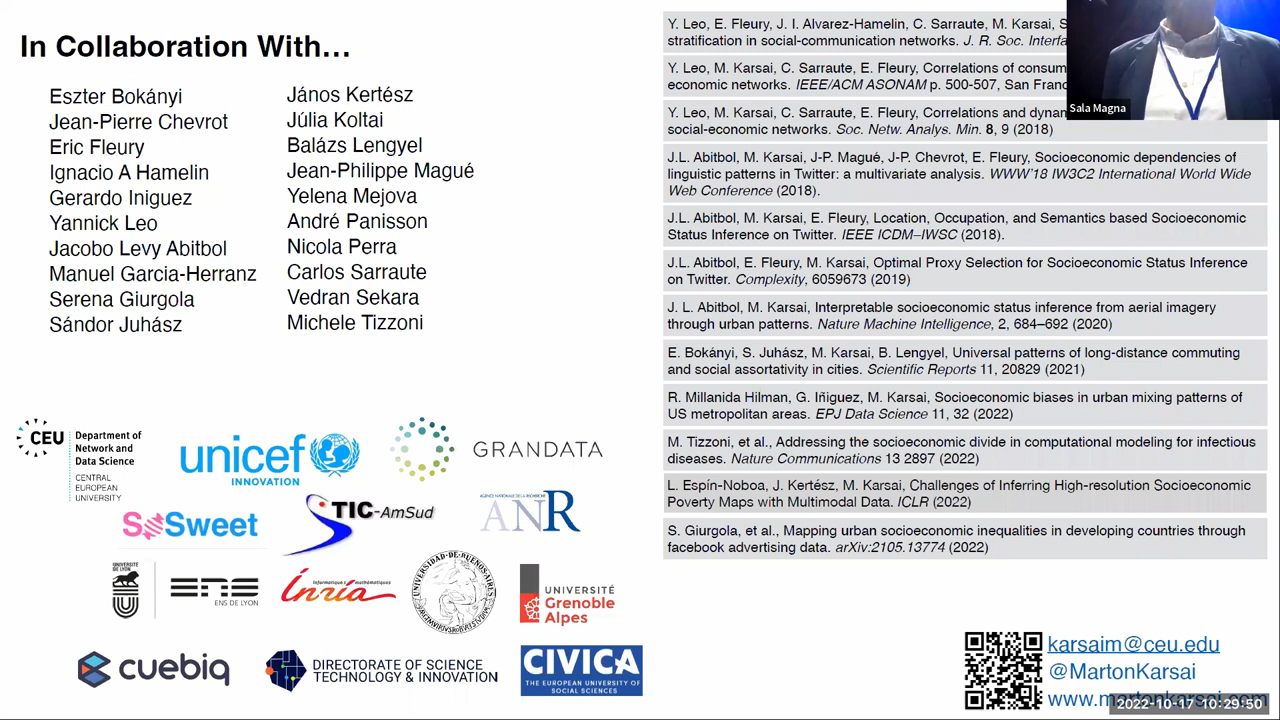 In Collaboration With…
Eszter Bokányi
Jean-Pierre Chevrot
Eric Fleury
Ignacio A Hamelin
Gerardo Iniguez
Yannick Leo
Jacobo Levy Abitbol
Manuel Garcia-Herranz
Serena Giurgola
Sándor Juhász
János Kertész
Júlia Koltai
Balázs Lengyel
Jean-Philippe Magué
Yelena Mejova
André Panisson
Nicola Perra
Carlos Sarraute
Vedran Sekara
Michele Tizzoni
CEU
Department of
Network and
Data Science
CENTRAL
EUROPEAN
UNIVERSITY
unicef
INNOVATION
GRANDATA
SoSweet
TIC-AmSud
AGENCE NATIONALE DE LA RECHERCHE
ANR
UNIVERSITÉ
DE LYON
ENS
ENS DE LYON
informatiques mathématiques
Inria
UNIVERSIDAD DE BUENOS AIRES
UNIVERSITÉ
Grenoble
Alpes
cuebiq
DIRECTORATE OF SCIENCE
TECHNOLOGY & INNOVATION
CIVICA
THE EUROPEAN UNIVERSITY OF
SOCIAL SCIENCES
Y. Leo, E. Fleury, J. I. Alvarez-Hamelin, C. Sarraute, M. Karsai, S
stratification in social-communication networks. J. R. Soc. Interfa
Y. Leo, M. Karsai, C. Sarraute, E. Fleury, Correlations of consum
economic networks. IEEE/ACM ASONAM p. 500-507, San Franc
Y. Leo, M. Karsai, C. Sarraute, E. Fleury, Correlations and dynam
social-economic networks. Soc. Netw. Analys. Min. 8, 9 (2018)
J.L. Abitbol, M. Karsai, J-P. Magué, J-P. Chevrot, E. Fleury, Socioeconomic dependencies of
linguistic patterns in Twitter: a multivariate analysis. WWW'18 IW3C2 International World Wide
Web Conference (2018).
J.L. Abitbol, M. Karsai, E. Fleury, Location, Occupation, and Semantics based Socioeconomic
Status Inference on Twitter. IEEE ICDM–IWSC (2018).
J.L. Abitbol, E. Fleury, M. Karsai, Optimal Proxy Selection for Socioeconomic Status Inference
on Twitter. Complexity, 6059673 (2019)
J. L. Abitbol, M. Karsai, Interpretable socioeconomic status inference from aerial imagery
through urban patterns. Nature Machine Intelligence, 2, 684–692 (2020)
E. Bokányi, S. Juhász, M. Karsai, B. Lengyel, Universal patterns of long-distance commuting
and social assortativity in cities. Scientific Reports 11, 20829 (2021)
R. Millanida Hilman, G. Iñiguez, M. Karsai, Socioeconomic biases in urban mixing patterns of
US metropolitan areas. EPJ Data Science 11, 32 (2022)
M. Tizzoni, et al., Addressing the socioeconomic divide in computational modeling for infectious
diseases. Nature Communications 13 2897 (2022)
L. Espín-Noboa, J. Kertész, M. Karsai, Challenges of Inferring High-resolution Socioeconomic
Poverty Maps,
ICLR (2022)
S. Giurgola, et al., Mapping urban socioeconomic inequalities in developing countries through
facebook advertising data. arXiv:2105.13774 (2022)
Sala Magna
karsaim@ceu.edu
@MartonKarsai
2022-10-17 10:29:50